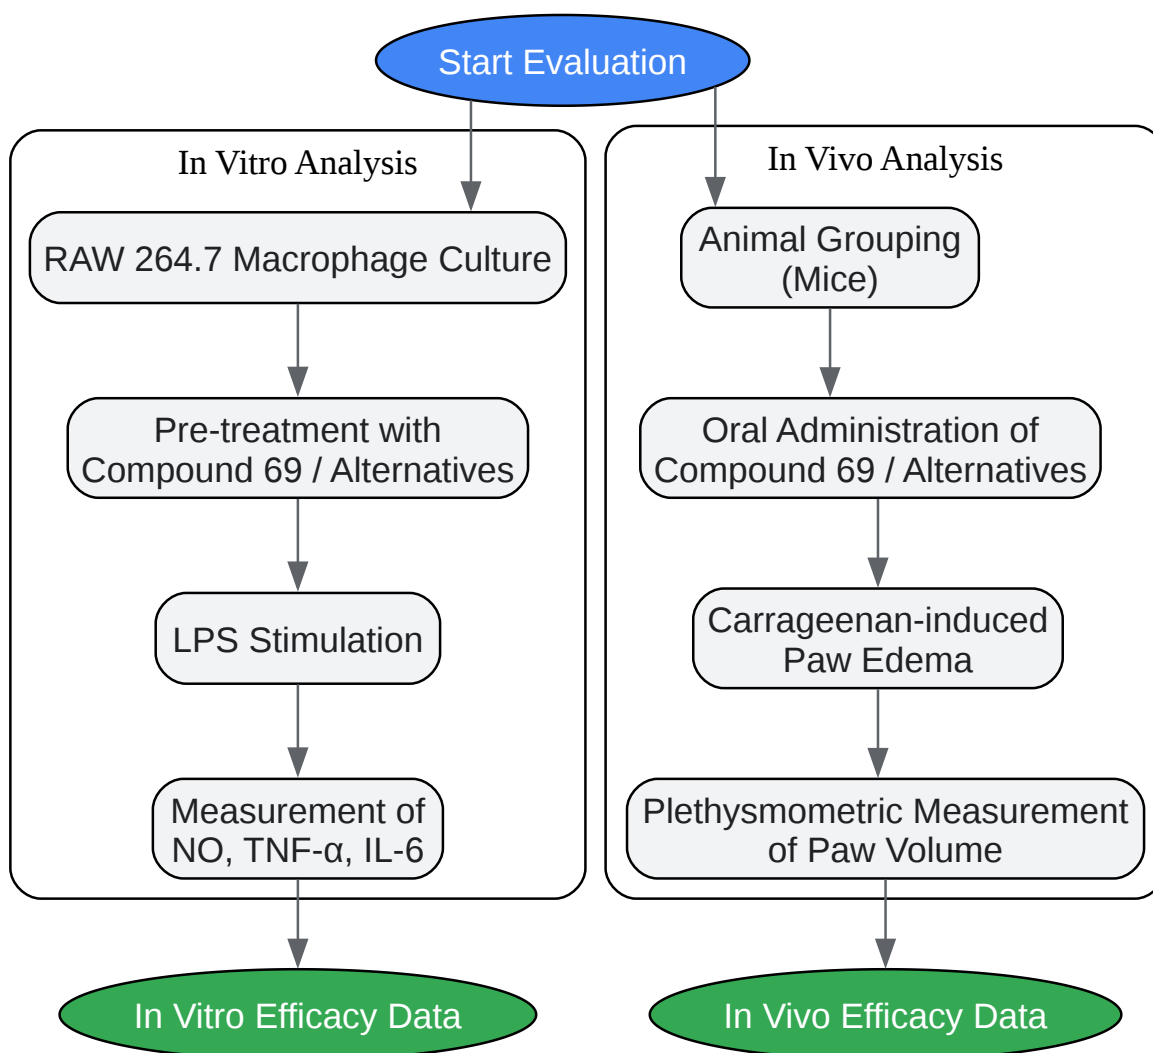 Start Evaluation
In Vitro Analysis
RAW 264.7 Macrophage Culture
Pre-treatment with
Compound 69 / Alternatives
LPS Stimulation
Measurement of
NO, TNF-α, IL-6
In Vitro Efficacy Data
In Vivo Analysis
Animal Grouping
(Mice)
Oral Administration of
Compound 69 / Alternatives
Carrageenan-induced
Paw Edema
Plethysmometric Measurement
of Paw Volume
In Vivo Efficacy Data